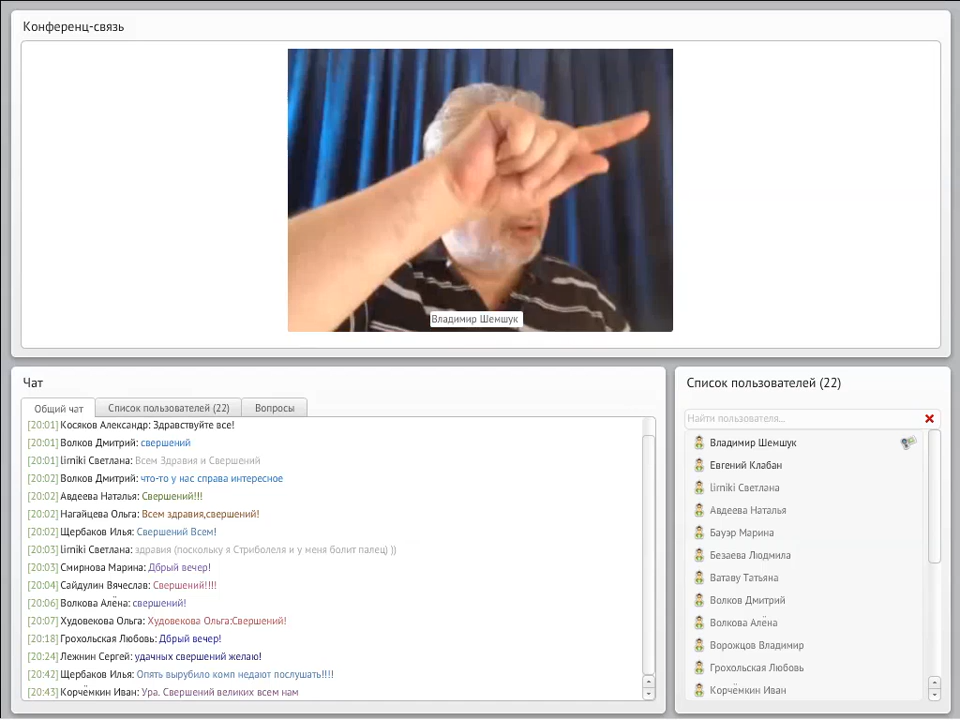 Конференц-связь
Владимир Шемшук
Чат
Общий чат
Список пользователей (22)
Вопросы
[20:01] Косяков Александр: Здравствуйте все!
[20:01] Волков Дмитрий: свершений
[20:01] lirniki Светлана: Всем Здравия и Свершений
[20:02] Волков Дмитрий: что-то у нас справа интересное
[20:02] Авдеева Наталья: Свершений!!!
[20:02] Нагайцева Ольга: Всем здравия,свершений!
[20:02] Щербаков Илья: Свершений Всем!
[20:03] lirniki Светлана: здравия (поскольку я Стриболеля и у меня болит палец) ))
[20:03] Смирнова Марина: Дбрый вечер!
[20:04] Сайдулин Вячеслав: Свершений!!!!
[20:06] Волкова Алёна: свершений!
[20:07] Худовекова Ольга: Худовекова Ольга:Свершений!
[20:18] Грохольская Любовь: Дбрый вечер!
[20:24] Лежнин Сергей: удачных свершений желаю!
[20:42] Щербаков Илья: Опять вырубило комп недают послушать!!!!
[20:43] Корчёмкин Иван: Ура. Свершений великих всем нам
Список пользователей (22)
Найти пользователя...
Владимир Шемшук
Евгений Клабан
lirniki Светлана
Авдеева Наталья
Бауэр Марина
Безаева Людмила
Ватаву Татьяна
Волков Дмитрий
Волкова Алёна
Ворожцов Владимир
Грохольская Любовь
Корчёмкин Иван